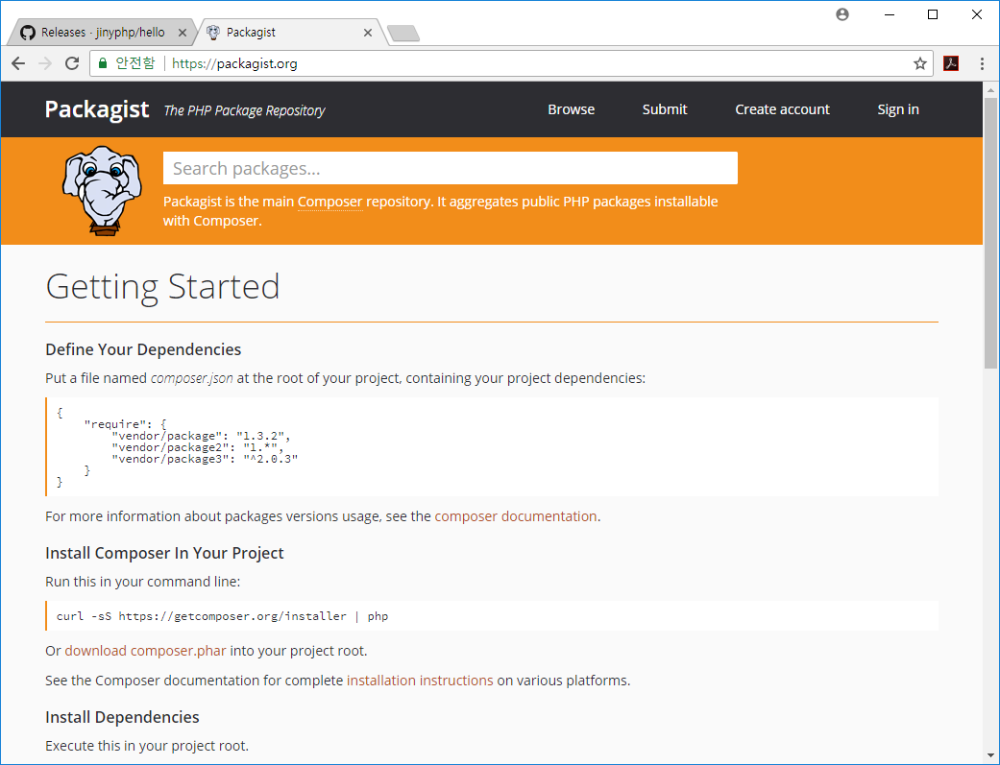 Releases · jinyphp/hello
Packagist
안전함 https://packagist.org
Packagist The PHP Package Repository Browse Submit Create account Sign in
Search packages...
Packagist is the main Composer repository. It aggregates public PHP packages installable
with Composer.
Getting Started
Define Your Dependencies
Put a file named composer.json at the root of your project, containing your project dependencies:
{
"require": {
"vendor/package": "1.3.2",
"vendor/package2": "1.*",
"vendor/package3": "^2.0.3"
}
}
For more information about packages versions usage, see the composer documentation.
Install Composer In Your Project
Run this in your command line:
curl -sS https://getcomposer.org/installer | php
Or download composer.phar into your project root.
See the Composer documentation for complete installation instructions on various platforms.
Install Dependencies
Execute this in your project root.